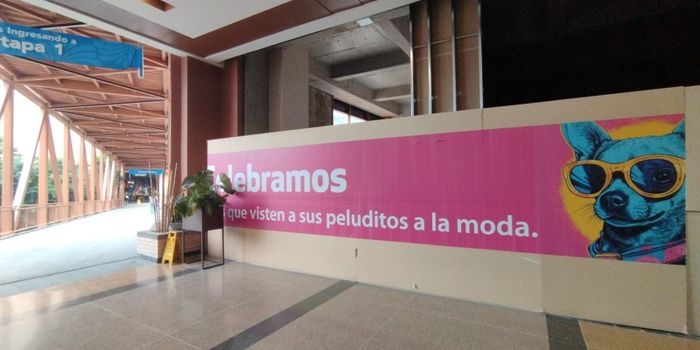 Ingresando a
tapa 1
elebramos
que visten a sus peluditos a la moda.